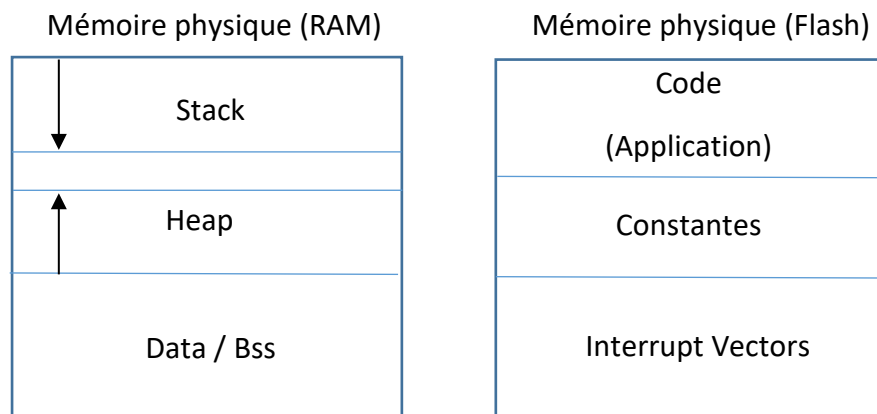 Mémoire physique (RAM)
Stack
Heap
Data / Bss
Mémoire physique (Flash)
Code
(Application)
Constantes
Interrupt Vectors